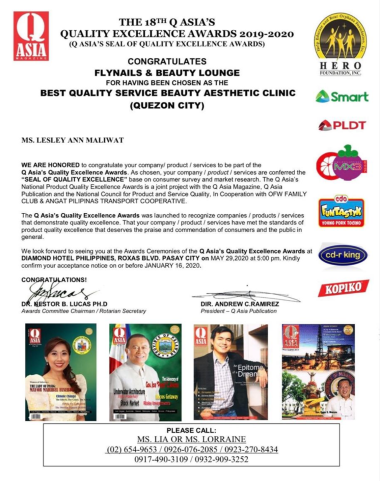 THE 18TH Q ASIA'S
QUALITY EXCELLENCE AWARDS 2019-2020
(Q ASIA'S SEAL OF QUALITY EXCELLENCE AWARDS)
Q
ASIA
MAGAZINE
CONGRATULATES
FLYNAILS & BEAUTY LOUNGE
FOR HAVING BEEN CHOSEN AS THE
BEST QUALITY SERVICE BEAUTY AESTHETIC CLINIC
(QUEZON CITY)
HERO
FOUNDATION, INC.
Smart
PLDT
MX3
OFW
FUNTASTYK
YOUNG PORK TOCINO
cd-r king
KOPIKO
MS. LESLEY ANN MALIWAT
WE ARE HONORED to congratulate your company/ product / services to be part of the
Q Asia's Quality Excellence Awards. As chosen, your company / product / services are conferred the
"SEAL OF QUALITY EXCELLENCE" base on consumer survey and market research. The Q Asia's
National Product Quality Excellence Awards is a joint project with the Q Asia Magazine, Q Asia
Publication and the National Council for Product and Service Quality, In Cooperation with OFW FAMILY
CLUB & ANGAT PILIPINAS TRANSPORT COOPERATIVE.
The Q Asia's Quality Excellence Awards was launched to recognize companies / products / services
that demonstrate quality excellence. That your company / product / services have met the standards of
product quality excellence that deserves the praise and commendation of consumers and the public in
general.
We look forward to seeing you at the Awards Ceremonies of the Q Asia's Quality Excellence Awards at
DIAMOND HOTEL PHILIPPINES, ROXAS BLVD. PASAY CITY on MAY 29,2020 at 5:00 pm. Kindly
confirm your acceptance notice on or before JANUARY 16, 2020.
CONGRATULATIONS!
DR. NESTOR B. LUCAS PH.D
Awards Committee Chairman / Rotarian Secretary
DIR. ANDREW C.RAMIREZ
President – Q Asia Publication
Q
ASIA
Q
ASIA
Q
ASIA
Epitome
Dreams
Q
ASIA
PLEASE CALL:
MS. LIA OR MS. LORRAINE
(02) 654-9653 / 0926-076-2085 / 0923-270-8434
0917-490-3109 / 0932-909-3252